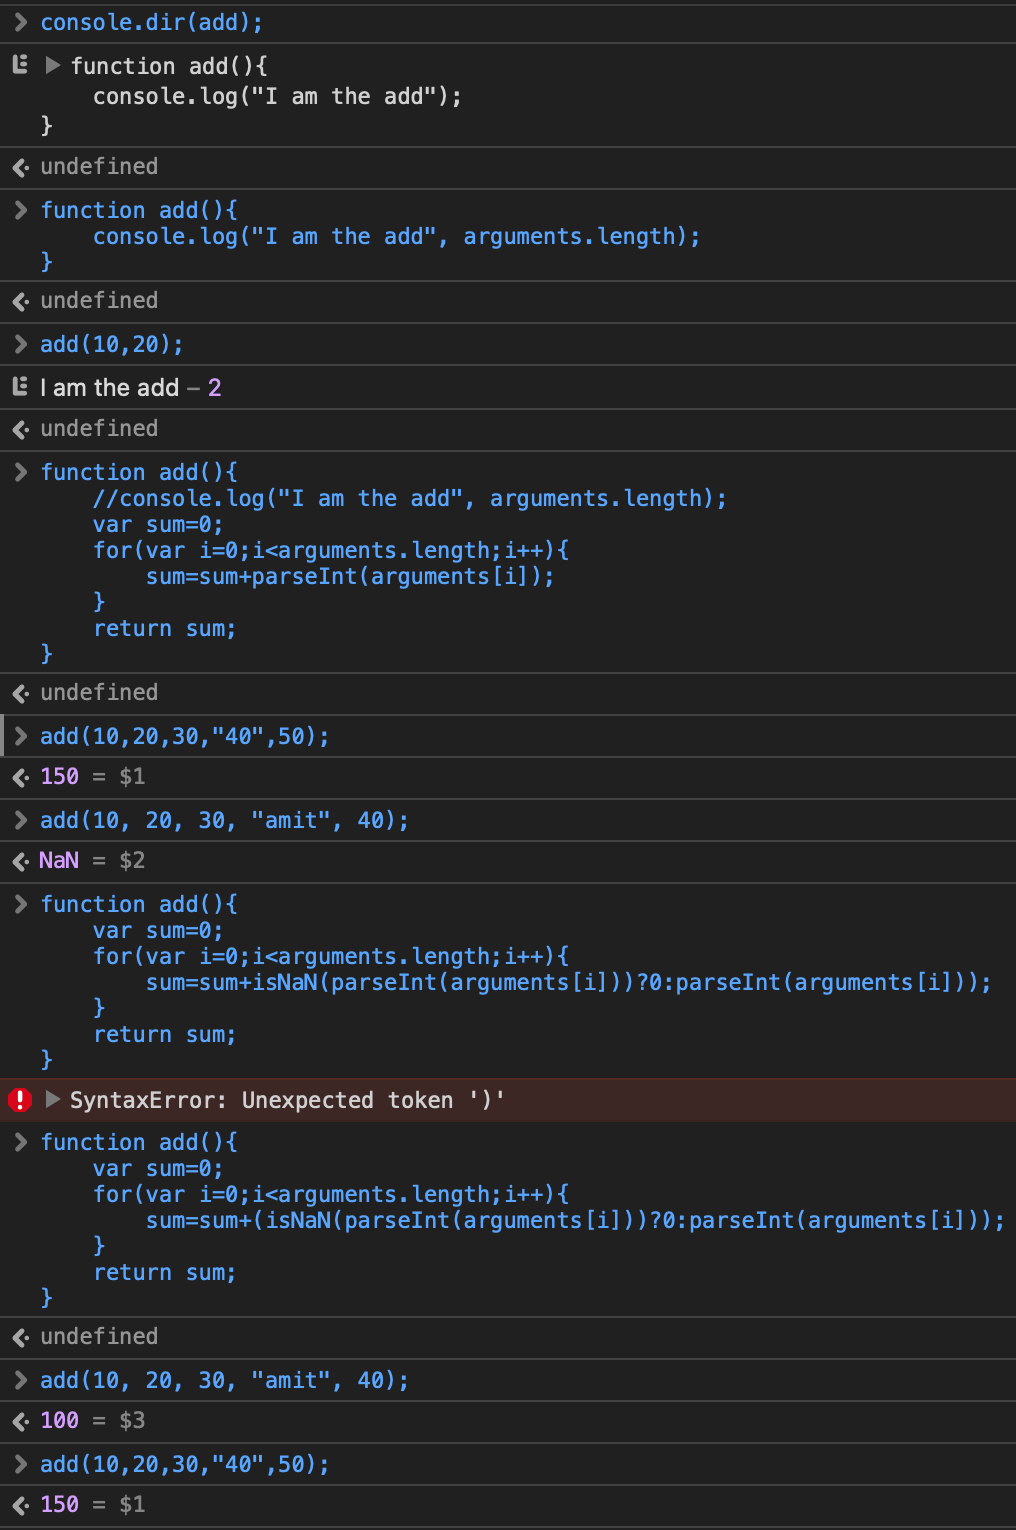 console.dir(add);
function add(){
    console.log("I am the add");
}
undefined
function add(){
    console.log("I am the add", arguments.length);
}
undefined
add(10,20);
I am the add – 2
undefined
function add(){
    //console.log("I am the add", arguments.length);
    var sum=0;
    for(var i=0;i<arguments.length;i++){
        sum=sum+parseInt(arguments[i]);
    }
    return sum;
}
undefined
add(10,20,30,"40",50);
150 = $1
add(10, 20, 30, "amit", 40);
NaN = $2
function add(){
    var sum=0;
    for(var i=0;i<arguments.length;i++){
        sum=sum+isNaN(parseInt(arguments[i]))?0:parseInt(arguments[i]));
    }
    return sum;
}
SyntaxError: Unexpected token ')'
function add(){
    var sum=0;
    for(var i=0;i<arguments.length;i++){
        sum=sum+(isNaN(parseInt(arguments[i]))?0:parseInt(arguments[i]));
    }
    return sum;
}
undefined
add(10, 20, 30, "amit", 40);
100 = $3
add(10,20,30,"40",50);
150 = $1